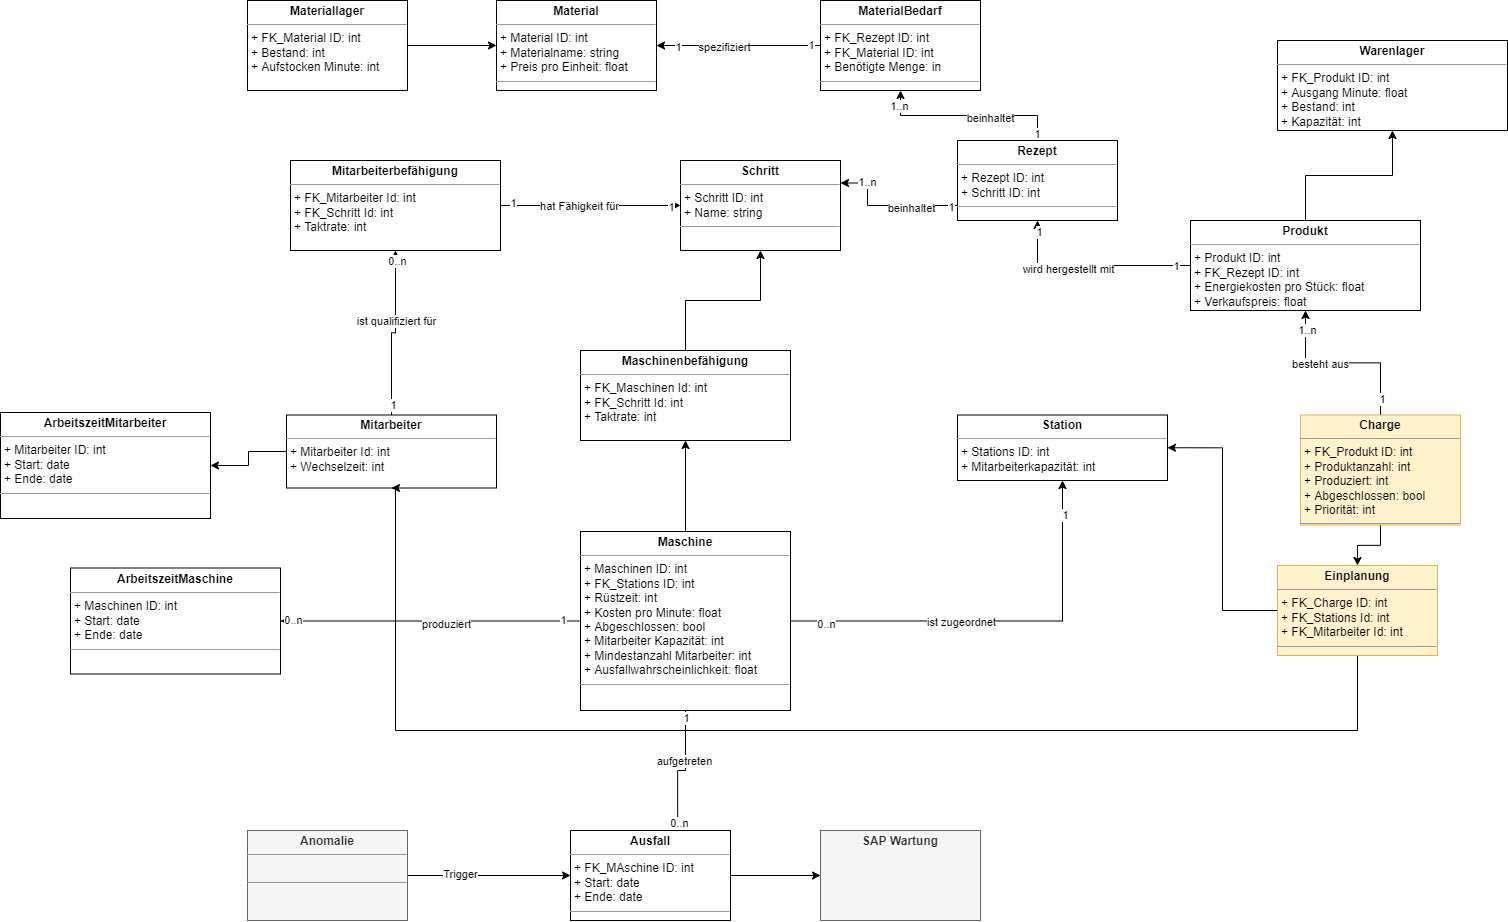 Materiallager
+ FK_Material ID: int
+ Bestand: int
+ Aufstocken Minute: int
Material
+ Material ID: int
+ Materialname: string
+ Preis pro Einheit: float
1
spezifiziert
1
MaterialBedarf
+ FK_Rezept ID: int
+ FK_Material ID: int
+ Benötigte Menge: in
Warenlager
+ FK_Produkt ID: int
+ Ausgang Minute: float
+ Bestand: int
+ Kapazität: int
1..n
beinhaltet
1
Mitarbeiterbefähigung
+ FK_Mitarbeiter Id: int
+ FK_Schritt Id: int
+ Taktrate: int
1
hat Fähigkeit für
1
Schritt
+ Schritt ID: int
+ Name: string
1..n
beinhaltet
1
Rezept
+ Rezept ID: int
+ Schritt ID: int
1
wird hergestellt mit
1
Produkt
+ Produkt ID: int
+ FK_Rezept ID: int
+ Energiekosten pro Stück: float
+ Verkaufspreis: float
0..n
ist qualifiziert für
1
1..n
besteht aus
1
Maschinenbefähigung
+ FK_Maschinen Id: int
+ FK_Schritt Id: int
+ Taktrate: int
ArbeitszeitMitarbeiter
+ Mitarbeiter ID: int
+ Start: date
+ Ende: date
Mitarbeiter
+ Mitarbeiter Id: int
+ Wechselzeit: int
Station
+ Stations ID: int
+ Mitarbeiterkapazität: int
Charge
+ FK_Produkt ID: int
+ Produktanzahl: int
+ Produziert: int
+ Abgeschlossen: bool
+ Priorität: int
1
ArbeitszeitMaschine
+ Maschinen ID: int
+ Start: date
+ Ende: date
0..n
produziert
1
Maschine
+ Maschinen ID: int
+ FK_Stations ID: int
+ Rüstzeit: int
+ Kosten pro Minute: float
+ Abgeschlossen: bool
+ Mitarbeiter Kapazität: int
+ Mindestanzahl Mitarbeiter: int
+ Ausfallwahrscheinlichkeit: float
0..n
ist zugeordnet
Einplanung
+ FK_Charge ID: int
+ FK_Stations Id: int
+ FK_Mitarbeiter Id: int
1
aufgetreten
0..n
Anomalie
Trigger
Ausfall
+ FK_MAschine ID: int
+ Start: date
+ Ende: date
SAP Wartung